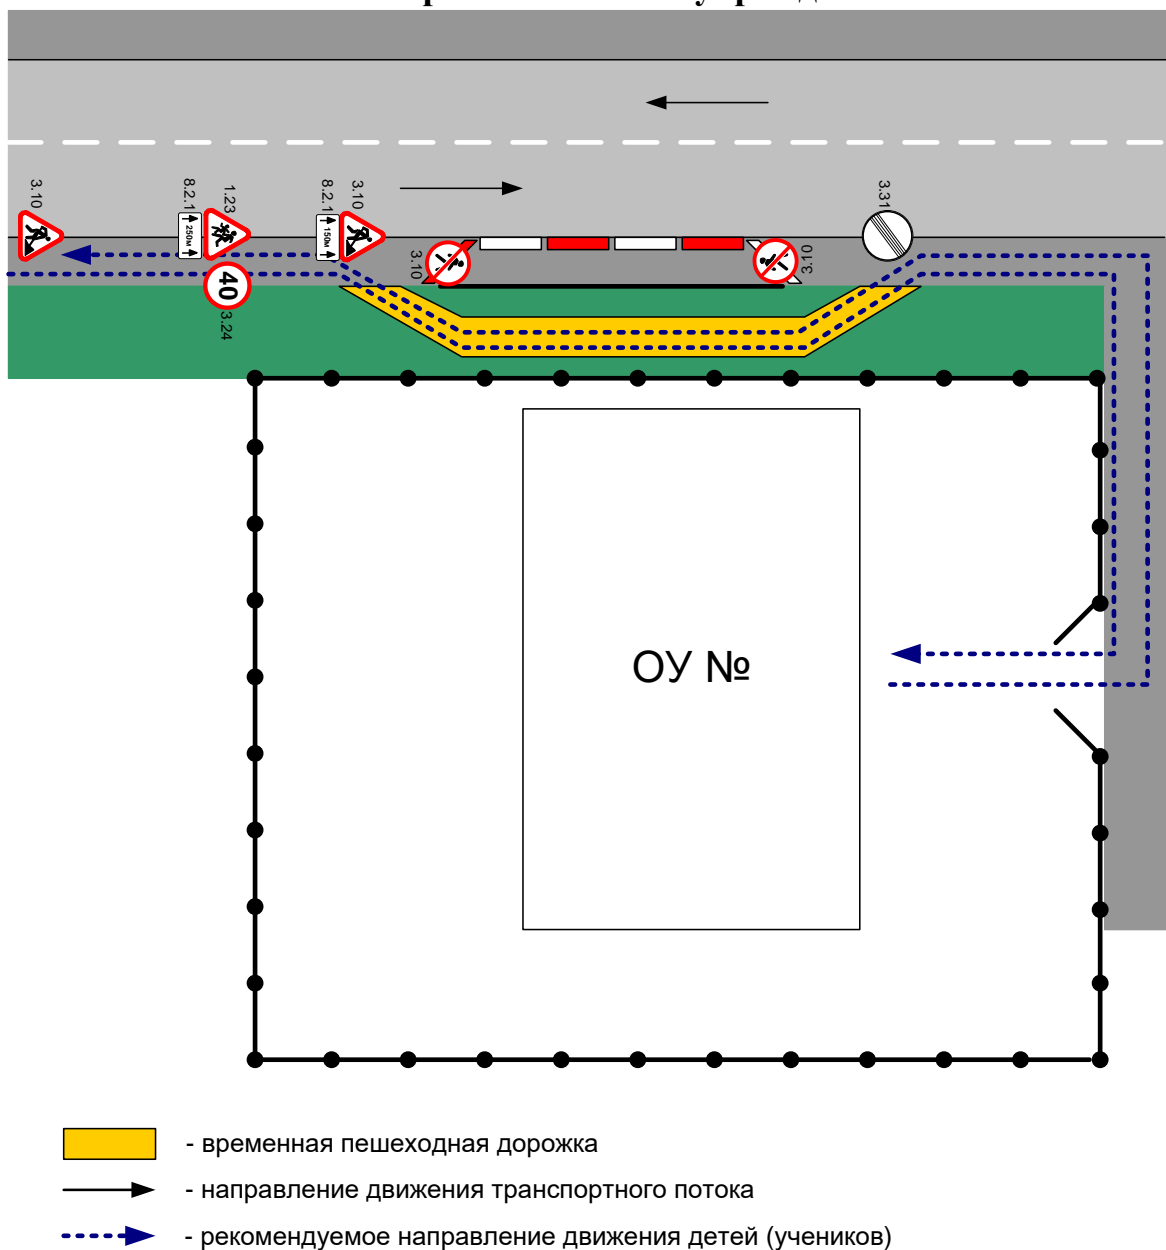 3.10
8.2.1
250м
1.23
40
3.24
8.2.1
150м
3.10
3.10
3.10
3.31
ОУ №
- временная пешеходная дорожка
- направление движения транспортного потока
- рекомендуемое направление движения детей (учеников)